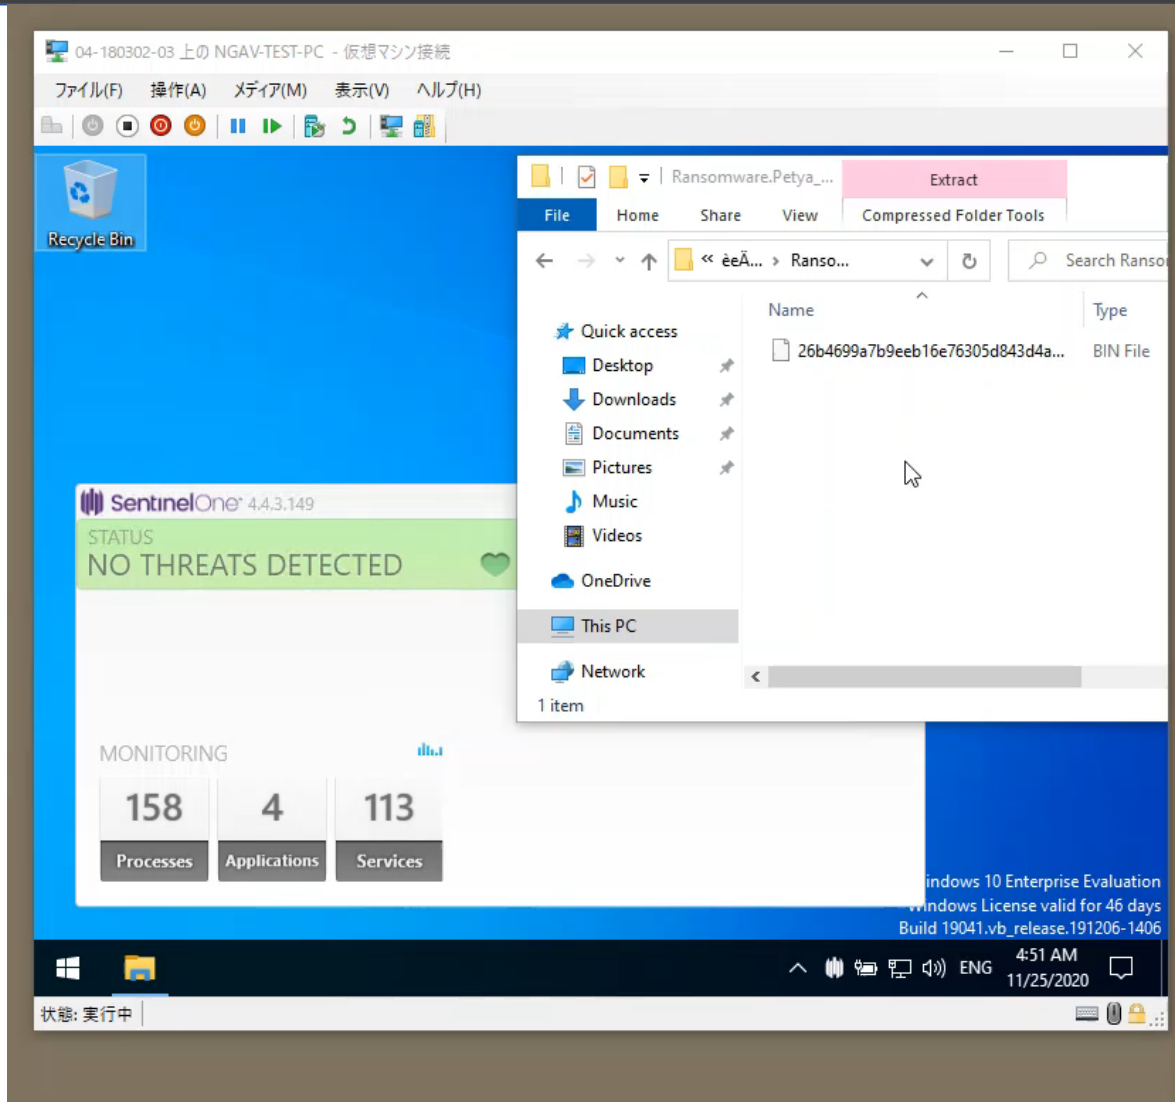 04-180302-03 上の NGAV-TEST-PC - 仮想マシン接続
ファイル(F) 操作(A) メディア(M) 表示(V) ヘルプ(H)
Recycle Bin
Ransomware.Petya_... Extract
File Home Share View Compressed Folder Tools
« èeÄ... › Ranso... Search Ranso
Name Type
26b4699a7b9eeb16e76305d843d4a... BIN File
Quick access
Desktop
Downloads
Documents
Pictures
Music
Videos
OneDrive
This PC
Network
1 item
SentinelOne 4.4.3.149
STATUS
NO THREATS DETECTED
MONITORING
158 4 113
Processes Applications Services
indows 10 Enterprise Evaluation
Windows License valid for 46 days
Build 19041.vb_release.191206-1406
ENG 4:51 AM
11/25/2020
状態: 実行中